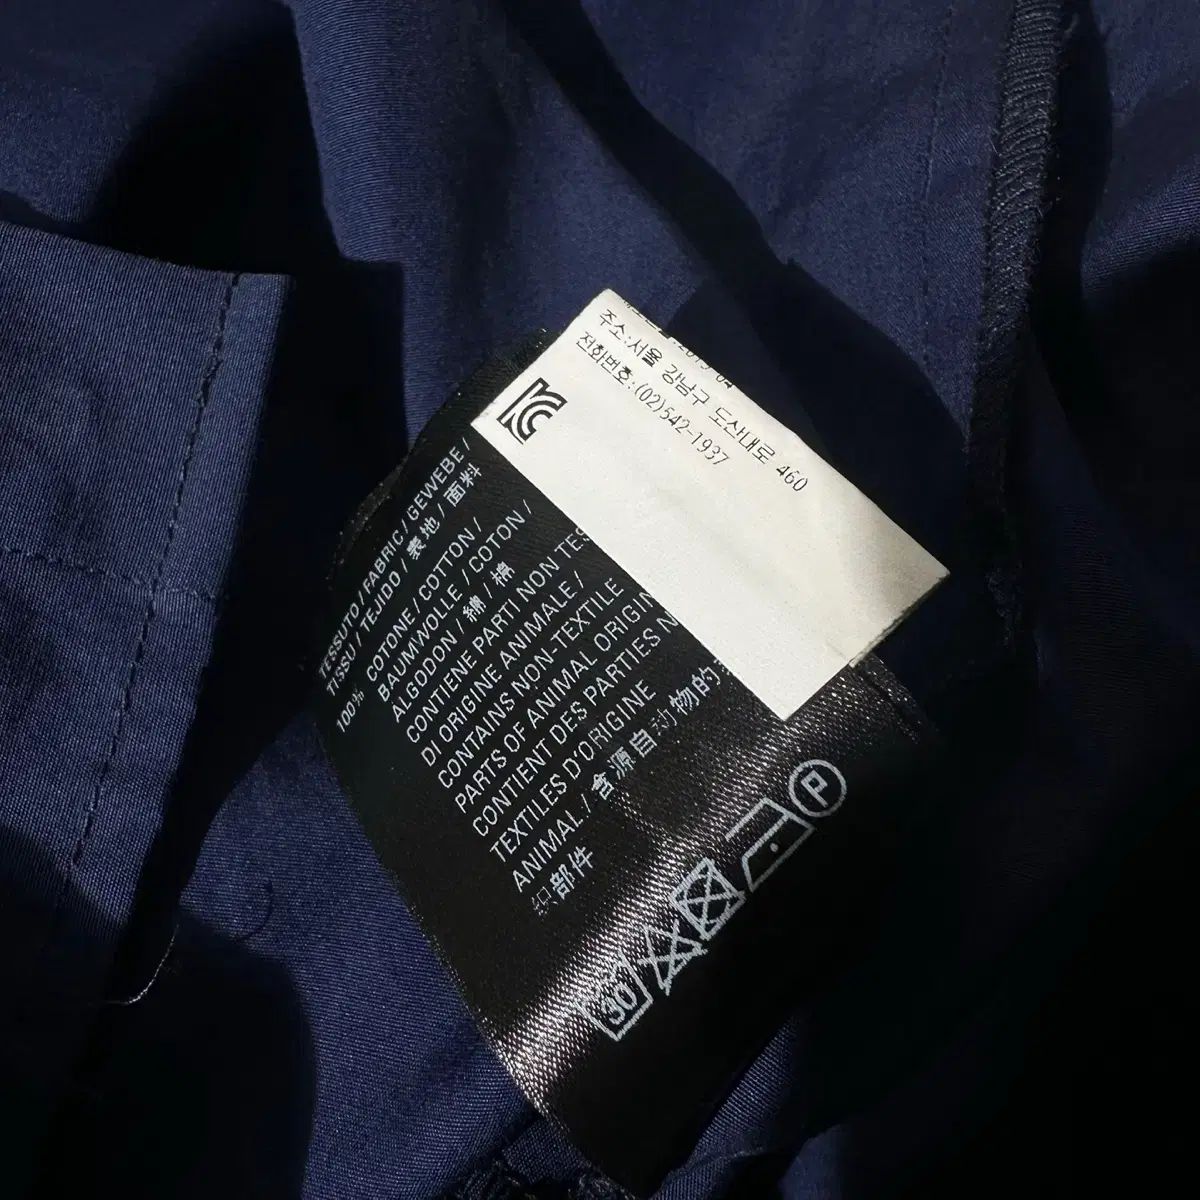 주소:서울 강남구 도산대로 460
전화번호:(02)542-1937
TESSUTO / FABRIC / GEWEBE /
TISSU / TEJIDO / 表地 / 面料
100% COTONE / COTTON /
BAUMWOLLE / COTON /
ALGODON / 綿 / 棉
CONTIENE PARTI NON TES
DI ORIGINE ANIMALE /
CONTAINS NON-TEXTILE
PARTS OF ANIMAL ORIGIN
CONTIENT DES PARTIES N
TEXTILES D'ORIGINE
ANIMAL / 含源自动物的
织部件
30
P